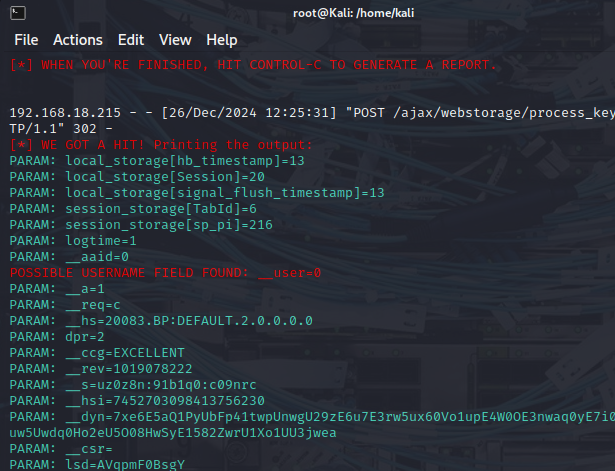 root@Kali: /home/kali
File Actions Edit View Help
[*] WHEN YOU'RE FINISHED, HIT CONTROL-C TO GENERATE A REPORT.
192.168.18.215 - - [26/Dec/2024 12:25:31] "POST /ajax/webstorage/process_key
TP/1.1" 302 -
[*] WE GOT A HIT! Printing the output:
PARAM: local_storage[hb_timestamp]=13
PARAM: local_storage[Session]=20
PARAM: local_storage[signal_flush_timestamp]=13
PARAM: session_storage[TabId]=6
PARAM: session_storage[sp_pi]=216
PARAM: logtime=1
PARAM: __aaid=0
POSSIBLE USERNAME FIELD FOUND: __user=0
PARAM: __a=1
PARAM: __req=c
PARAM: __hs=20083.BP:DEFAULT.2.0.0.0.0
PARAM: dpr=2
PARAM: __ccg=EXCELLENT
PARAM: __rev=1019078222
PARAM: __s=uz0z8n:91b1q0:c09nrc
PARAM: __hsi=7452703098413756230
PARAM: __dyn=7xe6E5aQ1PyUbFp41twpUnwgU29zE6u7E3rw5ux60Vo1upE4W0OE3nwaq0yE7i0
uw5Uwdq0Ho2eU5O08HwSyE1582ZwrU1Xo1UU3jwea
PARAM: __csr=
PARAM: lsd=AVqpmF0BsgY